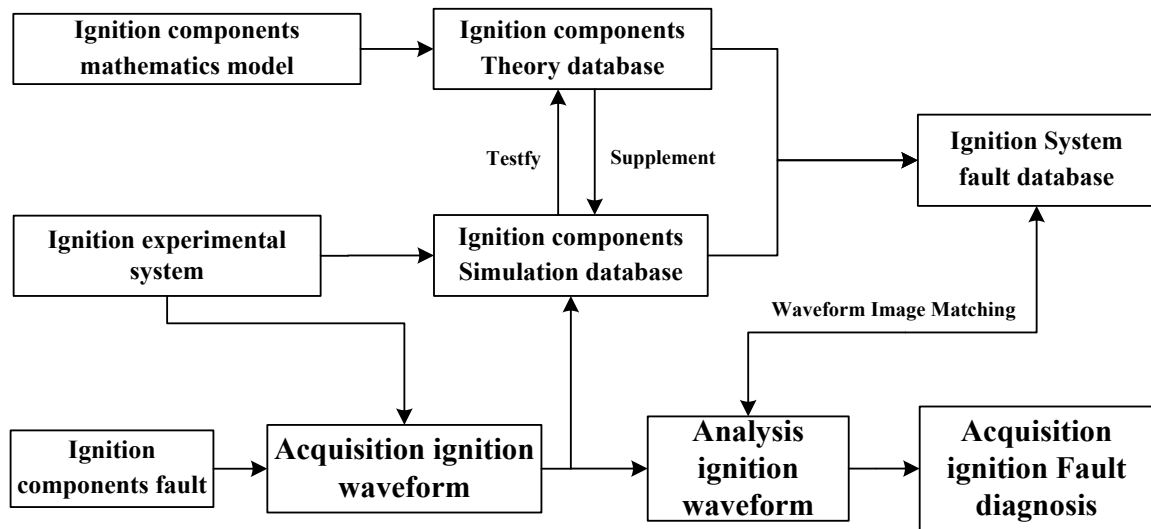 Ignition components
mathematics model
Ignition components
Theory database
Testfy
Supplement
Ignition System
fault database
Ignition experimental
system
Ignition components
Simulation database
Waveform Image Matching
Ignition
components fault
Acquisition ignition
waveform
Analysis
ignition
waveform
Acquisition
ignition Fault
diagnosis